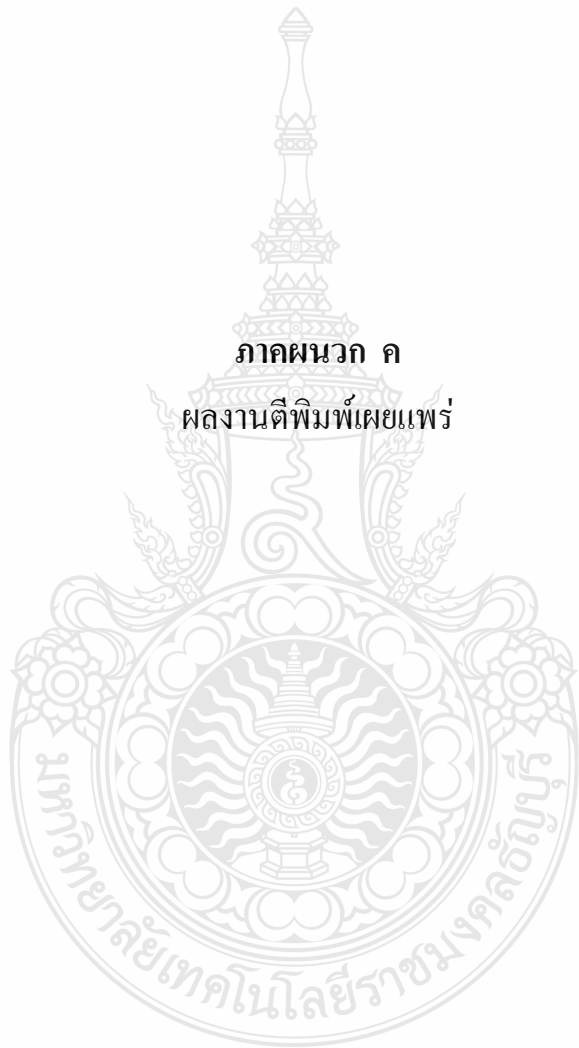 ภาคผนวก ค
ผลงานตีพิมพ์เผยแพร่
มหาวิทยาลัยเทคโนโลยีราชมงคลธัญบุรี